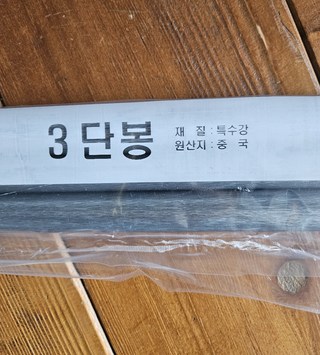 3단봉
재 질 : 특수강
원산지 : 중 국